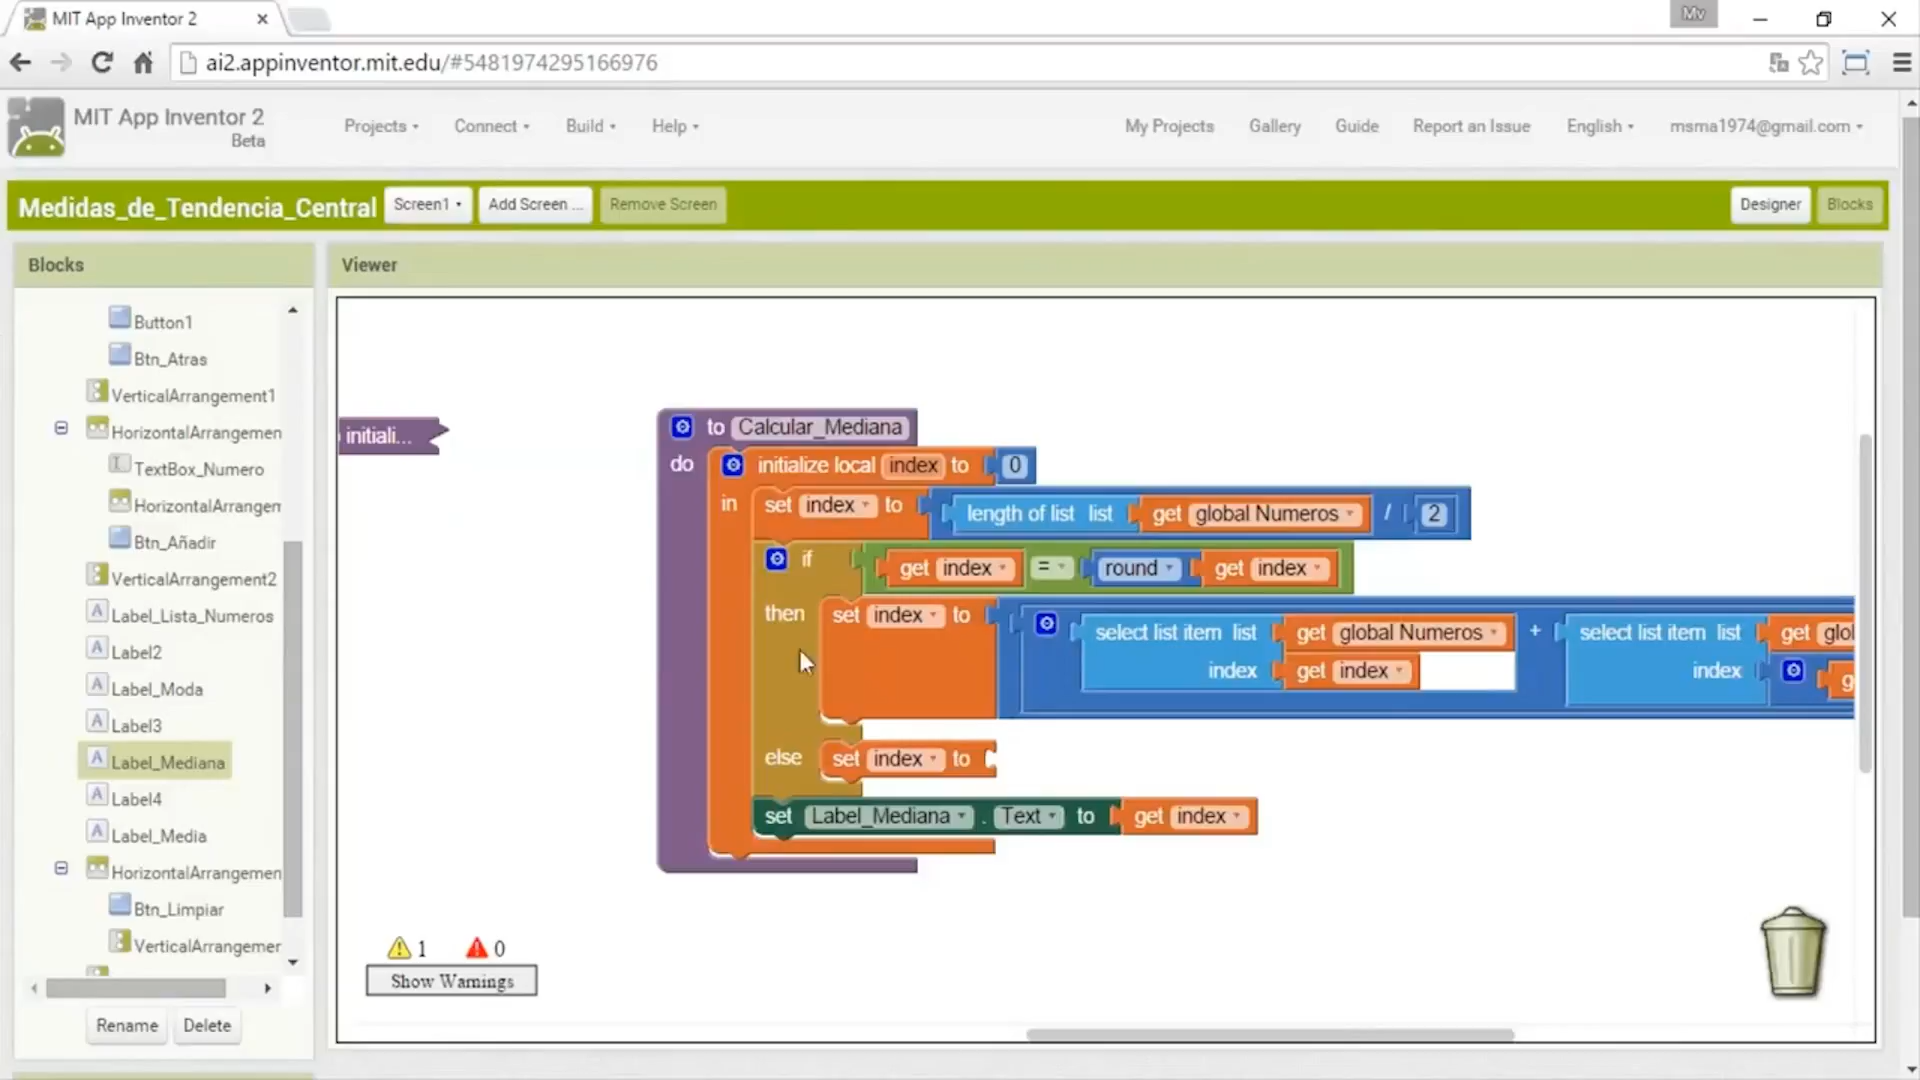 MIT App Inventor 2
Mv
ai2.appinventor.mit.edu/#5481974295166976
MIT App Inventor 2
Beta
Projects
Connect
Build
Help
My Projects
Gallery
Guide
Report an Issue
English
msma1974@gmail.com
Medidas_de_Tendencia_Central
Screen1
Add Screen ...
Remove Screen
Designer
Blocks
Blocks
Button1
Btn_Atras
VerticalArrangement1
HorizontalArrangemen
TextBox_Numero
HorizontalArrangen
Btn_Añadir
VerticalArrangement2
Label_Lista_Numeros
Label2
Label_Moda
Label3
Label_Mediana
Label4
Label_Media
HorizontalArrangemen
Btn_Limpiar
VerticalArrangemer
Rename
Delete
Viewer
initiali...
to Calcular_Mediana
do initialize local index to 0
in set index to length of list list get global Numeros / 2
if get index = round get index
then set index to select list item list get global Numeros + select list item list get glo
index get index index g
else set index to
set Label_Mediana . Text to get index
1 0
Show Warnings